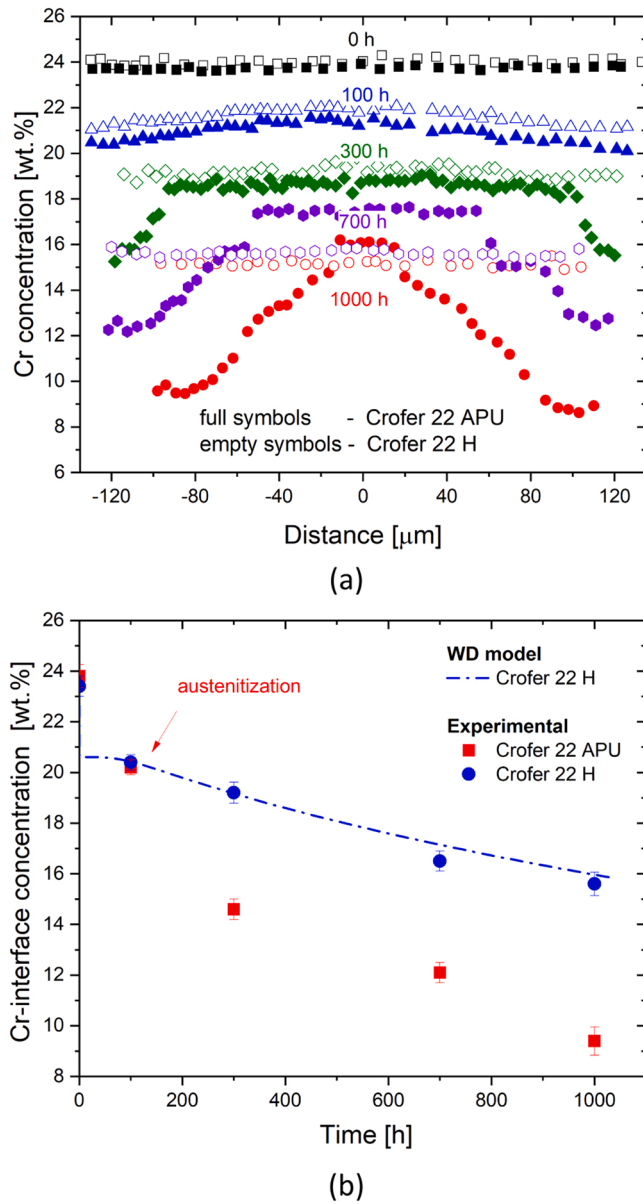 0 h
100 h
300 h
700 h
1000 h
full symbols - Crofer 22 APU
empty symbols - Crofer 22 H
Cr concentration [wt.%]
26
24
22
20
18
16
14
12
10
8
6
-120 -80 -40 0 40 80 120
Distance [μm]
(a)
Cr-interface concentration [wt.%]
26
24
22
20
18
16
14
12
10
8
austenitization
WD model
Crofer 22 H
Experimental
Crofer 22 APU
Crofer 22 H
0 200 400 600 800 1000
Time [h]
(b)